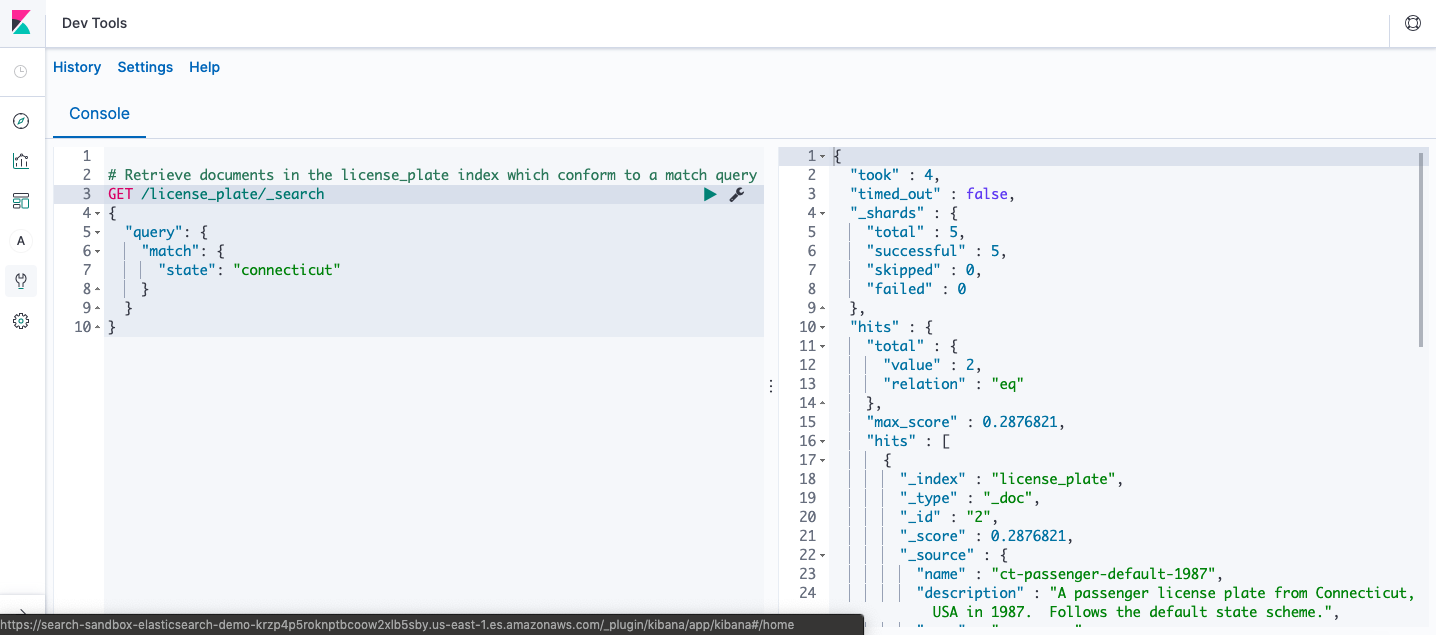 Dev Tools
History Settings Help
Console
1
2 # Retrieve documents in the license_plate index which conform to a match query
3 GET /license_plate/_search
4 {
5 "query": {
6 "match": {
7 "state": "connecticut"
8 }
9 }
10 }
1 {
2 "took" : 4,
3 "timed_out" : false,
4 "_shards" : {
5 "total" : 5,
6 "successful" : 5,
7 "skipped" : 0,
8 "failed" : 0
9 },
10 "hits" : {
11 "total" : {
12 "value" : 2,
13 "relation" : "eq"
14 },
15 "max_score" : 0.2876821,
16 "hits" : [
17 {
18 "_index" : "license_plate",
19 "_type" : "_doc",
20 "_id" : "2",
21 "_score" : 0.2876821,
22 "_source" : {
23 "name" : "ct-passenger-default-1987",
24 "description" : "A passenger license plate from Connecticut,
USA in 1987.  Follows the default state scheme.",
A
https://search-sandbox-elasticsearch-demo-krzp4p5roknptbcoow2xlb5sby.us-east-1.es.amazonaws.com/_plugin/kibana/app/kibana#/home